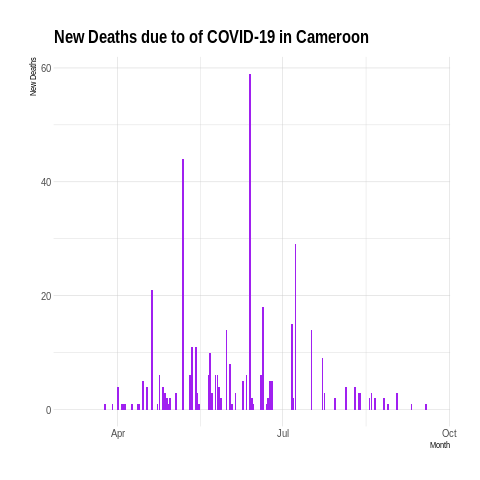 New Deaths due to of COVID-19 in Cameroon
New Deaths
60
40
20
0
Apr
Jul
Oct
Month